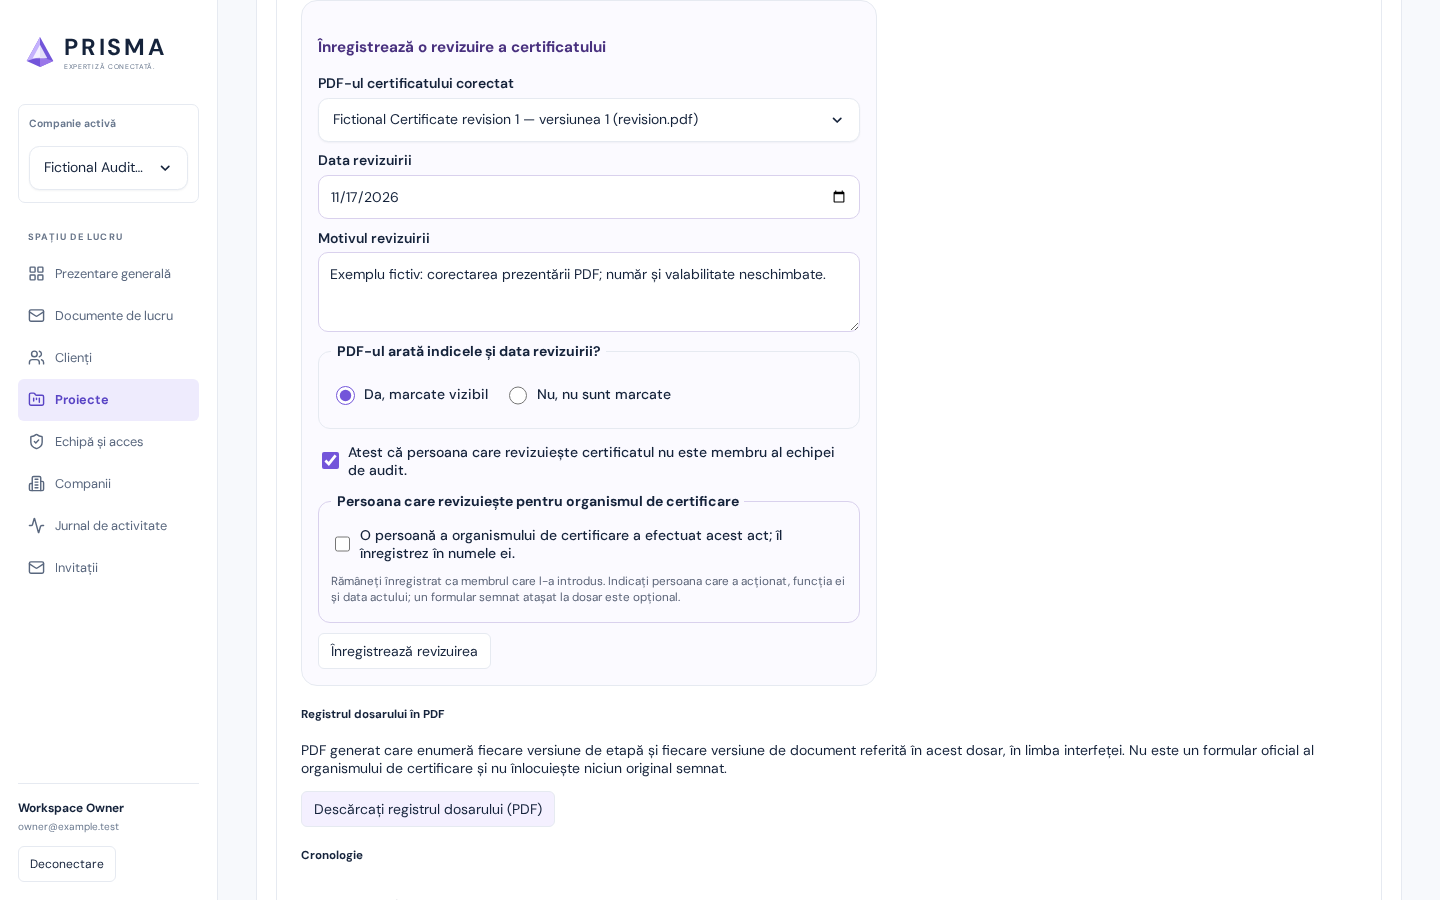 PRISMA
EXPERTIZĂ CONECTATĂ.
Companie activă
Fictional Audit...
SPAȚIU DE LUCRU
Prezentare generală
Documente de lucru
Clienți
Proiecte
Echipă și acces
Companii
Jurnal de activitate
Invitații
Workspace Owner
owner@example.test
Deconectare
Înregistrează o revizuire a certificatului
PDF-ul certificatului corectat
Fictional Certificate revision 1 — versiunea 1 (revision.pdf)
Data revizuirii
11/17/2026
Motivul revizuirii
Exemplu fictiv: corectarea prezentării PDF; număr și valabilitate neschimbate.
PDF-ul arată indicele și data revizuirii?
Da, marcate vizibil
Nu, nu sunt marcate
Atest că persoana care revizuiește certificatul nu este membru al echipei
de audit.
Persoana care revizuiește pentru organismul de certificare
O persoană a organismului de certificare a efectuat acest act; îl
înregistrez în numele ei.
Rămâneți înregistrat ca membrul care l-a introdus. Indicați persoana care a acționat, funcția ei
și data actului; un formular semnat atașat la dosar este opțional.
Înregistrează revizuirea
Registrul dosarului în PDF
PDF generat care enumeră fiecare versiune de etapă și fiecare versiune de document referită în acest dosar, în limba interfeței. Nu este un formular oficial al
organismului de certificare și nu înlocuiește niciun original semnat.
Descărcați registrul dosarului (PDF)
Cronologie